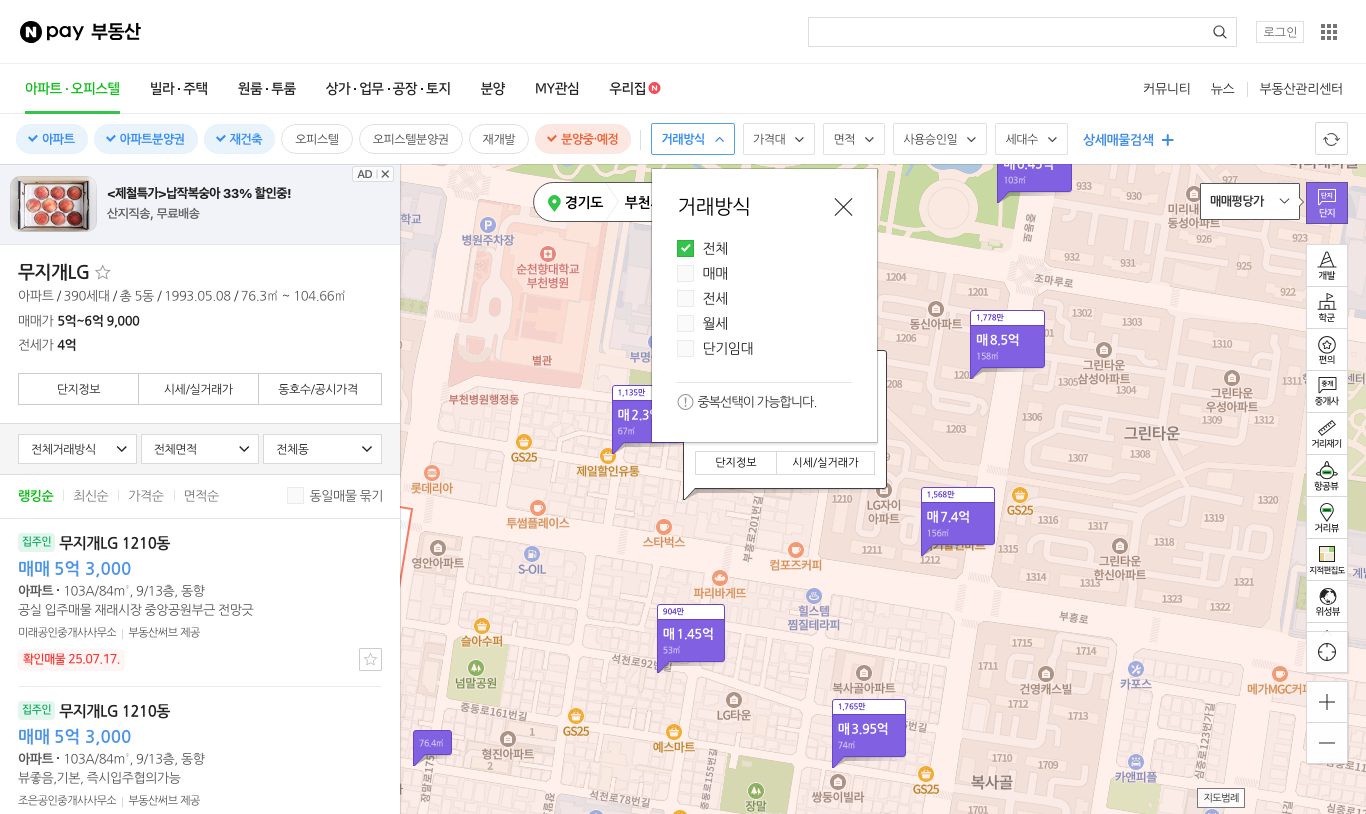 N pay 부동산
로그인
아파트·오피스텔 빌라·주택 원룸·투룸 상가·업무·공장·토지 분양 MY관심 우리집 N
커뮤니티 뉴스 부동산관리센터
아파트 아파트분양권 재건축 오피스텔 오피스텔분양권 재개발 분양중·예정
거래방식 가격대 면적 사용승인일 세대수 상세매물검색
AD
<제철특가>납작복숭아 33% 할인중!
산지직송, 무료배송
무지개LG
아파트 / 390세대 / 총 5동 / 1993.05.08 / 76.3㎡ ~ 104.66㎡
매매가 5억~6억 9,000
전세가 4억
단지정보 시세/실거래가 동호수/공시가격
전체거래방식 전체면적 전체동
랭킹순 최신순 가격순 면적순 동일매물 묶기
집주인 무지개LG 1210동
매매 5억 3,000
아파트 · 103A/84㎡, 9/13층, 동향
공실 입주매물 재래시장 중앙공원부근 전망굿
미래공인중개사사무소 부동산써브 제공
확인매물 25.07.17.
집주인 무지개LG 1210동
매매 5억 3,000
아파트 · 103A/84㎡, 9/13층, 동향
뷰좋음,기본, 즉시입주협의가능
조은공인중개사사무소 부동산써브 제공
경기도 부천
거래방식
전체
매매
전세
월세
단기임대
중복선택이 가능합니다.
단지정보 시세/실거래가
매매평당가
단지
단지
개발
학군
편의
중개
중개사
거리재기
항공뷰
거리뷰
지적편집도
위성뷰
지도범례
학교
병원주차장
순천향대학교
부천병원
별관
부천병원행정동
부명
103㎡
미리내
동성아파트
926
923
925
932
931
933
조마루로
1204
1201
동신아파트
1206
1,778만
매8.5억
158㎡
1301
1302
1303
1304
1305
그린타운
삼성아파트
그린타운
우성아파트
1208
1203
1306
그린타운
1,135만
매2.3
67㎡
GS25
제일할인유통
롯데리아
투썸플레이스
스타벅스
부흥로201번길
LG자이
아파트
1210
1211
1212
1,568만
매7.4억
156㎡
GS25
1316
1317
1319
1318
1320
영안아파트
S-OIL
컴포즈커피
파리바게뜨
힐스템
찜질테라피
그린타운
한신아파트
1314
1313
1321
1322
부흥로
904만
매1.45억
53㎡
슬아수퍼
넘말공원
석천로92번길
1711
1712
1713
1714
1715
건영캐스빌
카포스
메가MGC커피
복사골아파트
LG타운
중동로161번길
GS25
예스마트
1,765만
매3.95억
74㎡
76.4㎡
형진아파트
1
2
석천로78번길
장말
쌍둥이빌라
GS25
복사골
1710
1709
1708
카앤피플